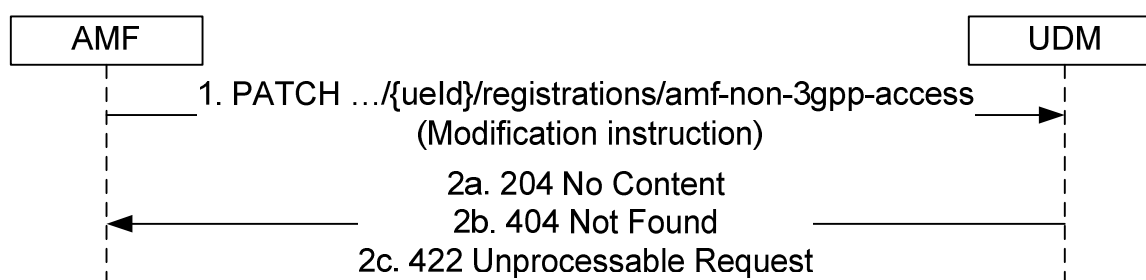 AMF
UDM
1. PATCH …/{ueId}/registrations/amf-non-3gpp-access
(Modification instruction)
2a. 204 No Content
2b. 404 Not Found
2c. 422 Unprocessable Request